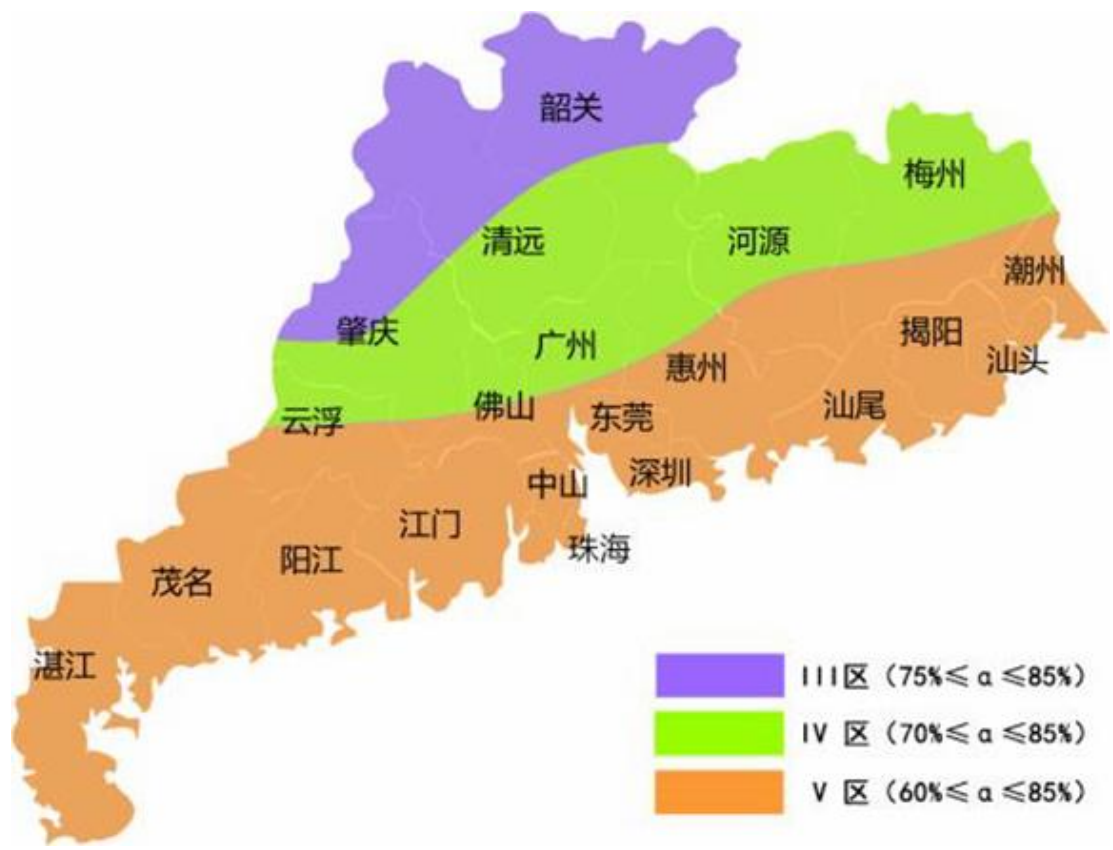 韶关
梅州
清远
河源
潮州
肇庆
广州
揭阳
惠州
汕头
云浮
佛山
东莞
汕尾
深圳
中山
江门
珠海
阳江
茂名
湛江
III区（75%≤α≤85%）
IV 区（70%≤α≤85%）
V 区（60%≤α≤85%）